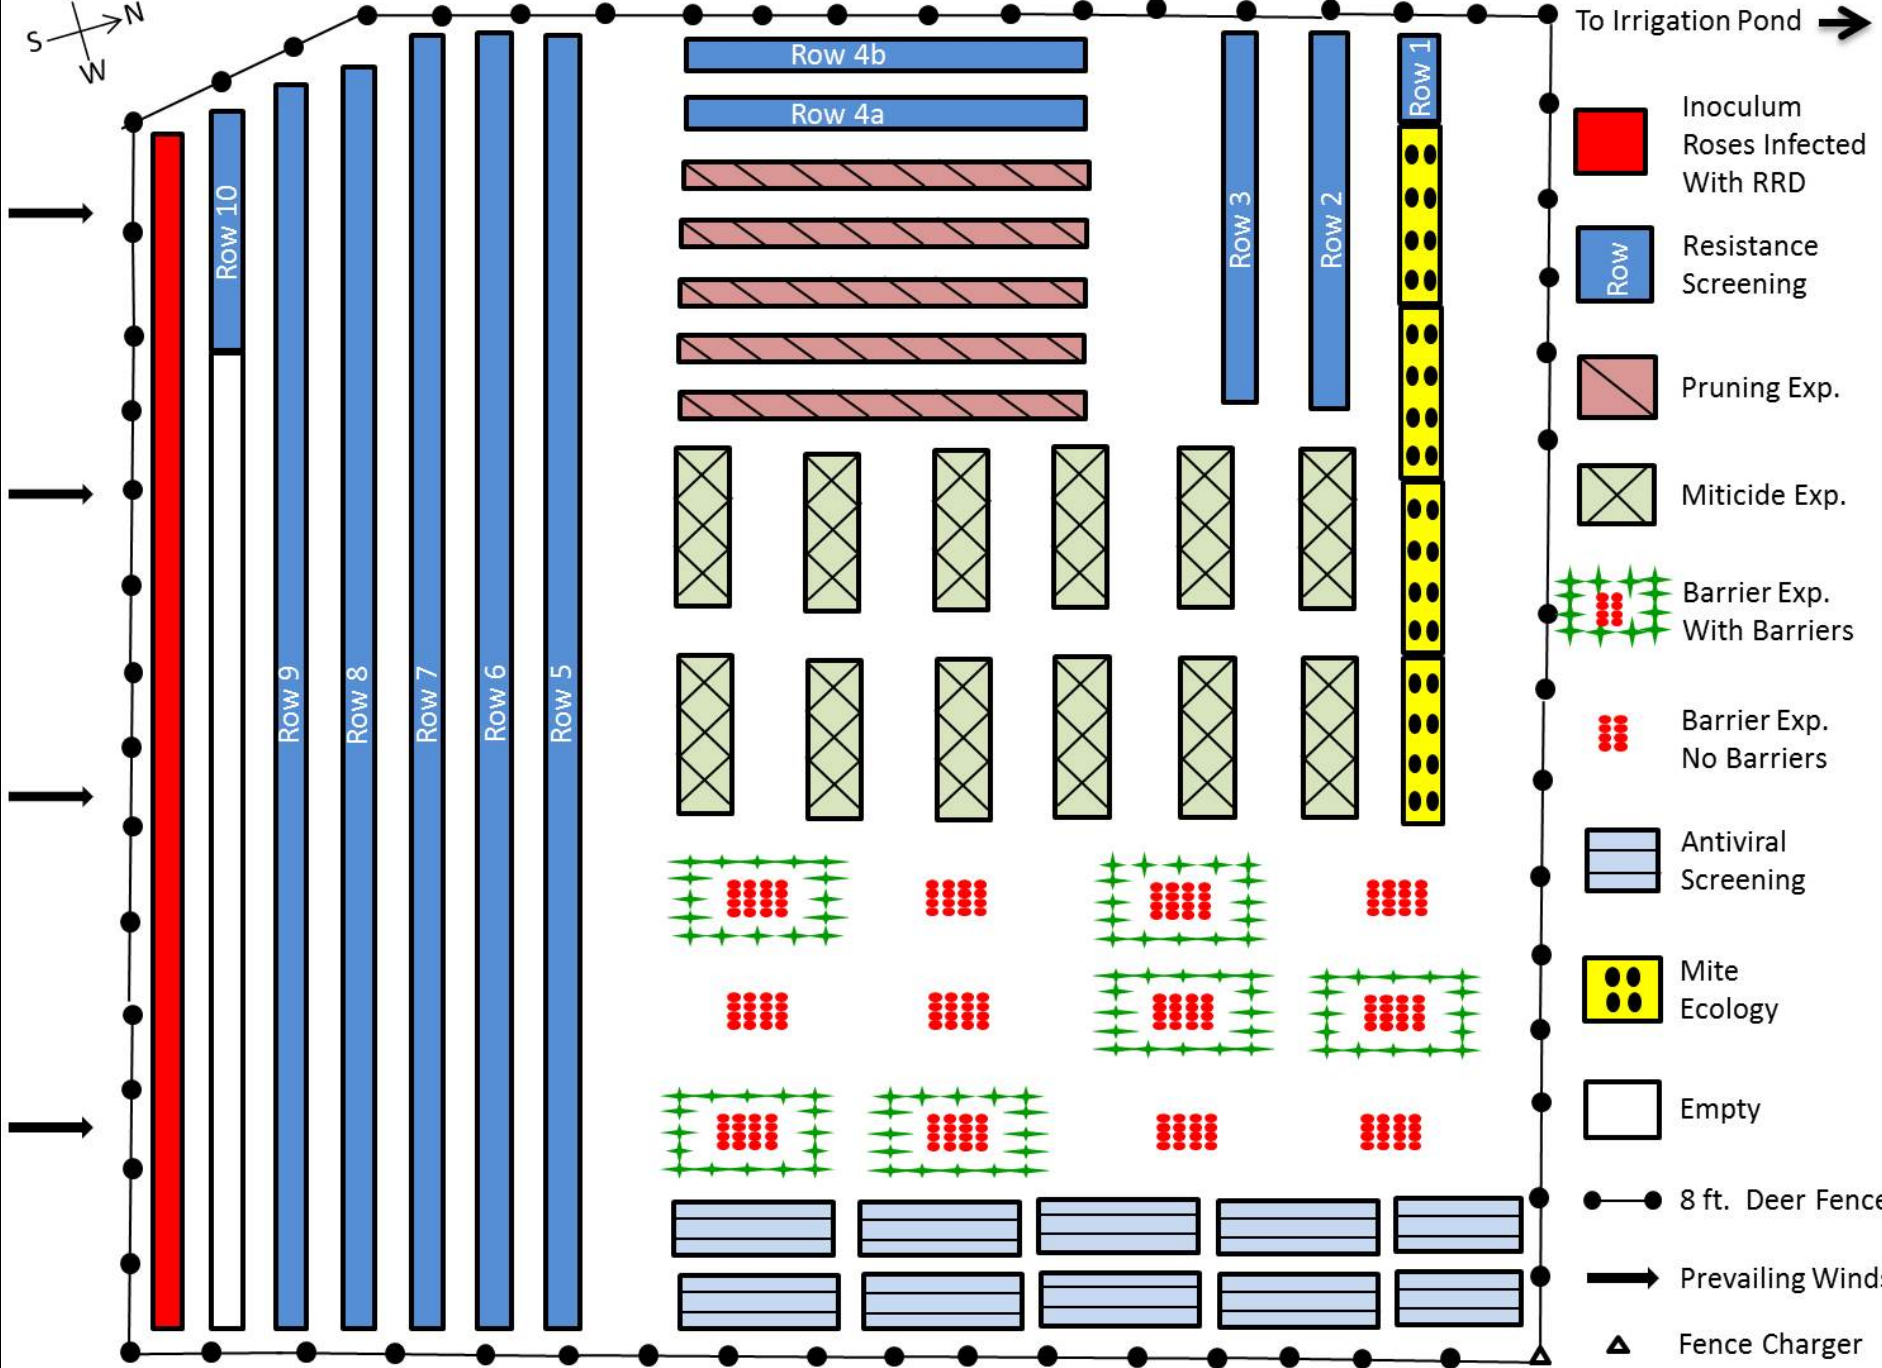 N
S
W
To Irrigation Pond
Row 4b
Row 4a
Row 1
Row 10
Row 3
Row 2
Row 9
Row 8
Row 7
Row 6
Row 5
Inoculum
Roses Infected
With RRD
Row
Resistance
Screening
Pruning Exp.
Miticide Exp.
Barrier Exp.
With Barriers
Barrier Exp.
No Barriers
Antiviral
Screening
Mite
Ecology
Empty
8 ft. Deer Fence
Prevailing Winds
Fence Charger